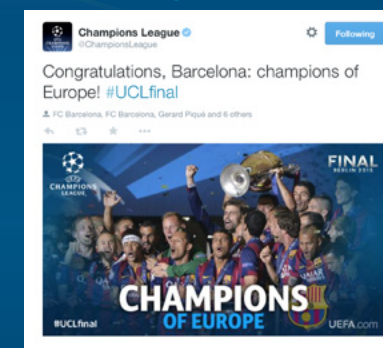 Champions League
@ChampionsLeague
Following
Congratulations, Barcelona: champions of
Europe! #UCLfinal
FC Barcelona, FC Barcelona, Gerard Piqué and 6 others
CHAMPIONS
LEAGUE
FINAL
BERLIN 2015
CHAMPIONS
OF EUROPE
#UCLfinal
UEFA.com